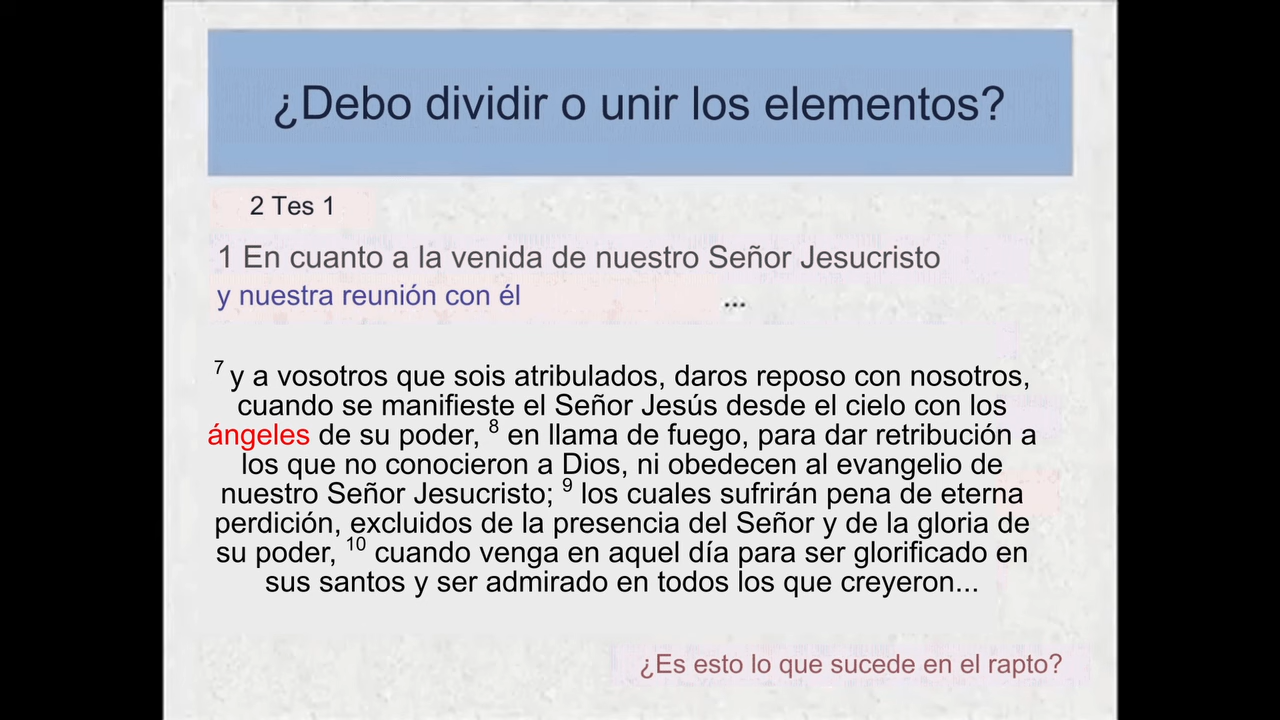 ¿Debo dividir o unir los elementos?
2 Tes 1
1 En cuanto a la venida de nuestro Señor Jesucristo
y nuestra reunión con él ...
7 y a vosotros que sois atribulados, daros reposo con nosotros,
cuando se manifieste el Señor Jesús desde el cielo con los
ángeles de su poder, 8 en llama de fuego, para dar retribución a
los que no conocieron a Dios, ni obedecen al evangelio de
nuestro Señor Jesucristo; 9 los cuales sufrirán pena de eterna
perdición, excluidos de la presencia del Señor y de la gloria de
su poder, 10 cuando venga en aquel día para ser glorificado en
sus santos y ser admirado en todos los que creyeron...
¿Es esto lo que sucede en el rapto?